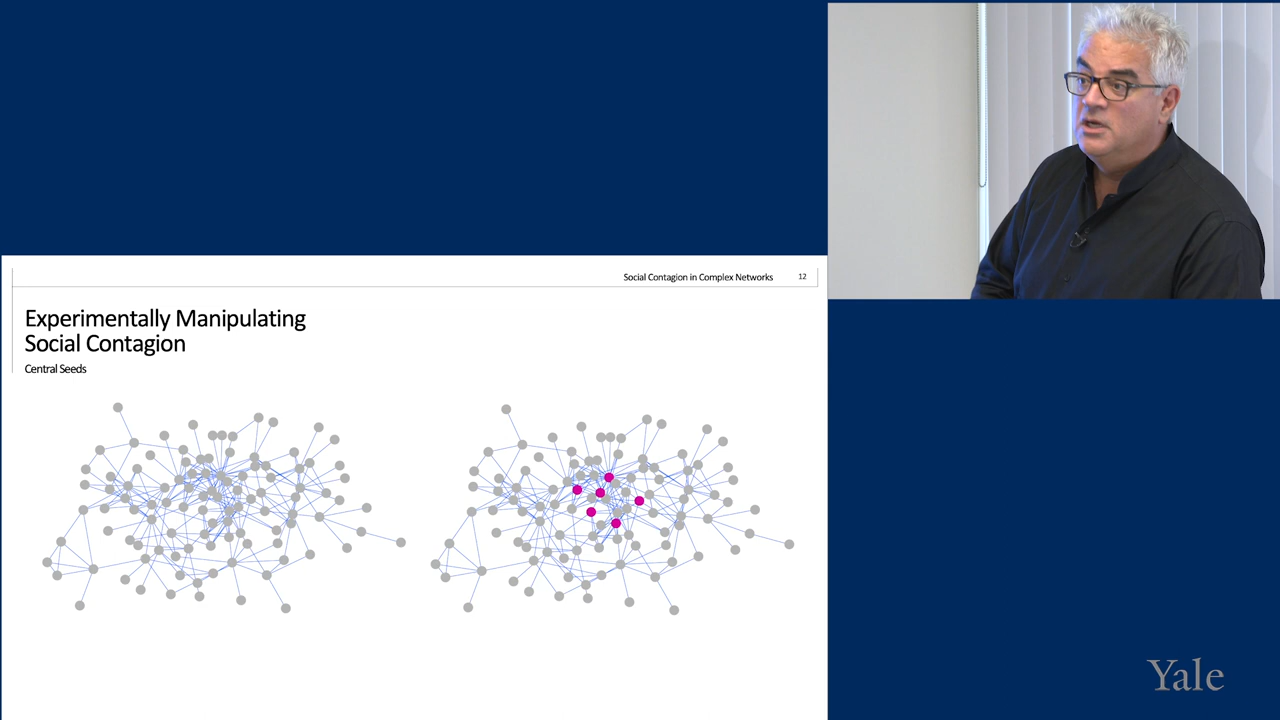 Social Contagion in Complex Networks 12
Experimentally Manipulating
Social Contagion
Central Seeds
Yale